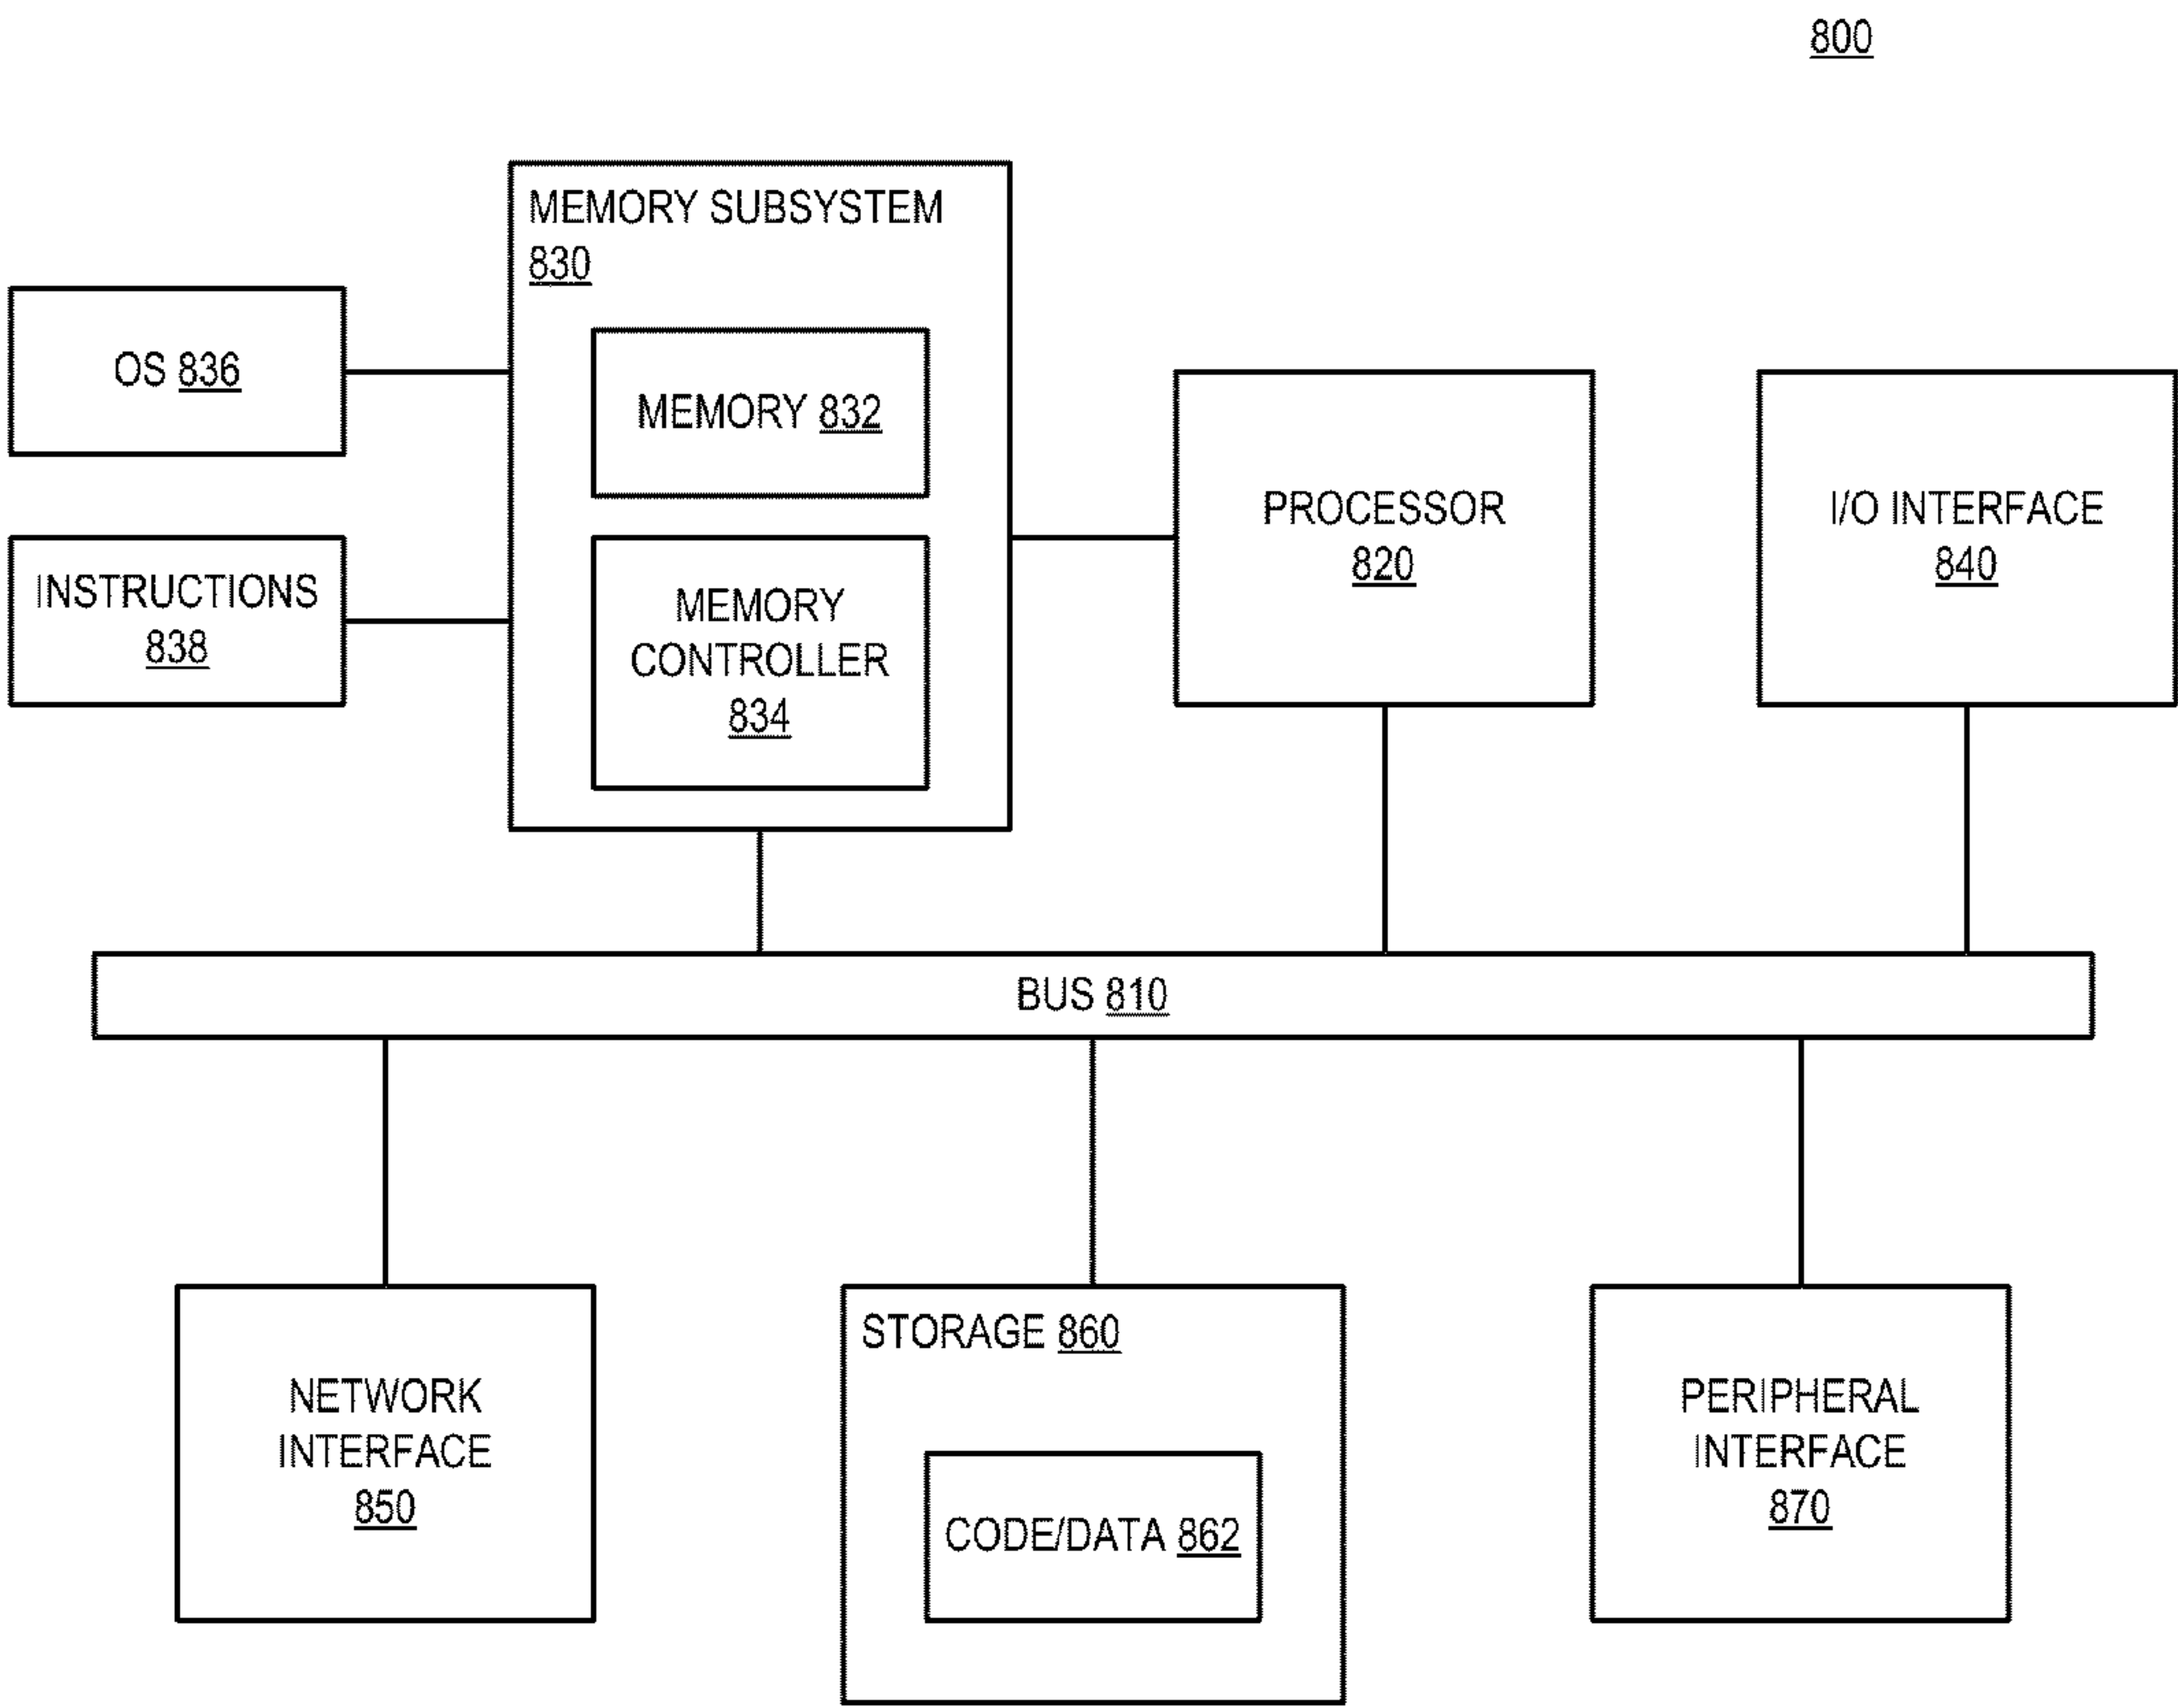 800
MEMORY SUBSYSTEM
830
OS 836
MEMORY 832
INSTRUCTIONS
838
MEMORY
CONTROLLER
834
PROCESSOR
820
I/O INTERFACE
840
BUS 810
NETWORK
INTERFACE
850
STORAGE 860
CODE/DATA 862
PERIPHERAL
INTERFACE
870